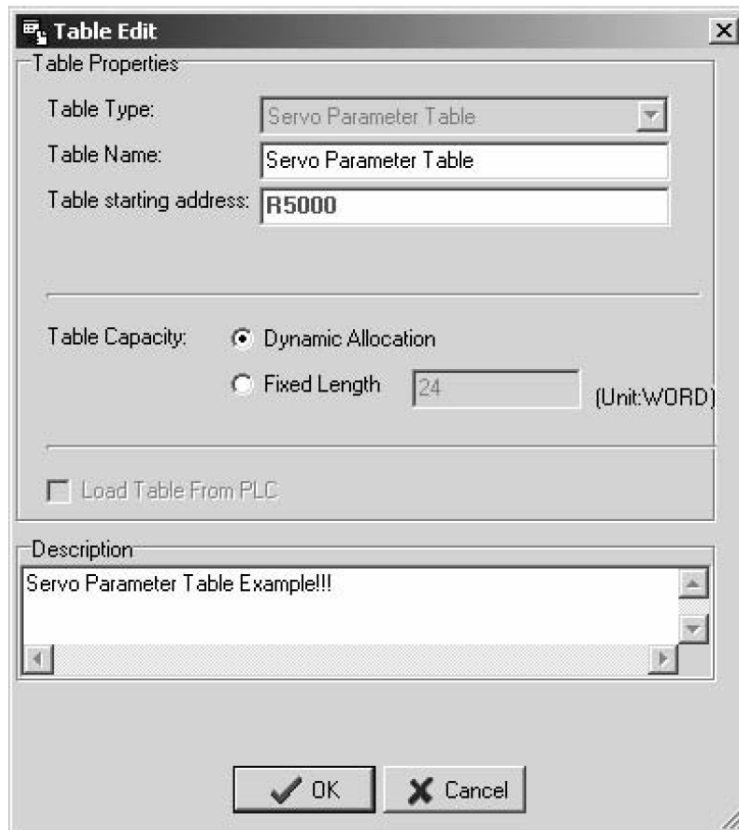 Table Edit
Table Properties
Table Type: Servo Parameter Table
Table Name: Servo Parameter Table
Table starting address: R5000
Table Capacity: Dynamic Allocation
Fixed Length 24 (Unit:WORD)
Load Table From PLC
Description
Servo Parameter Table Example!!!
OK Cancel